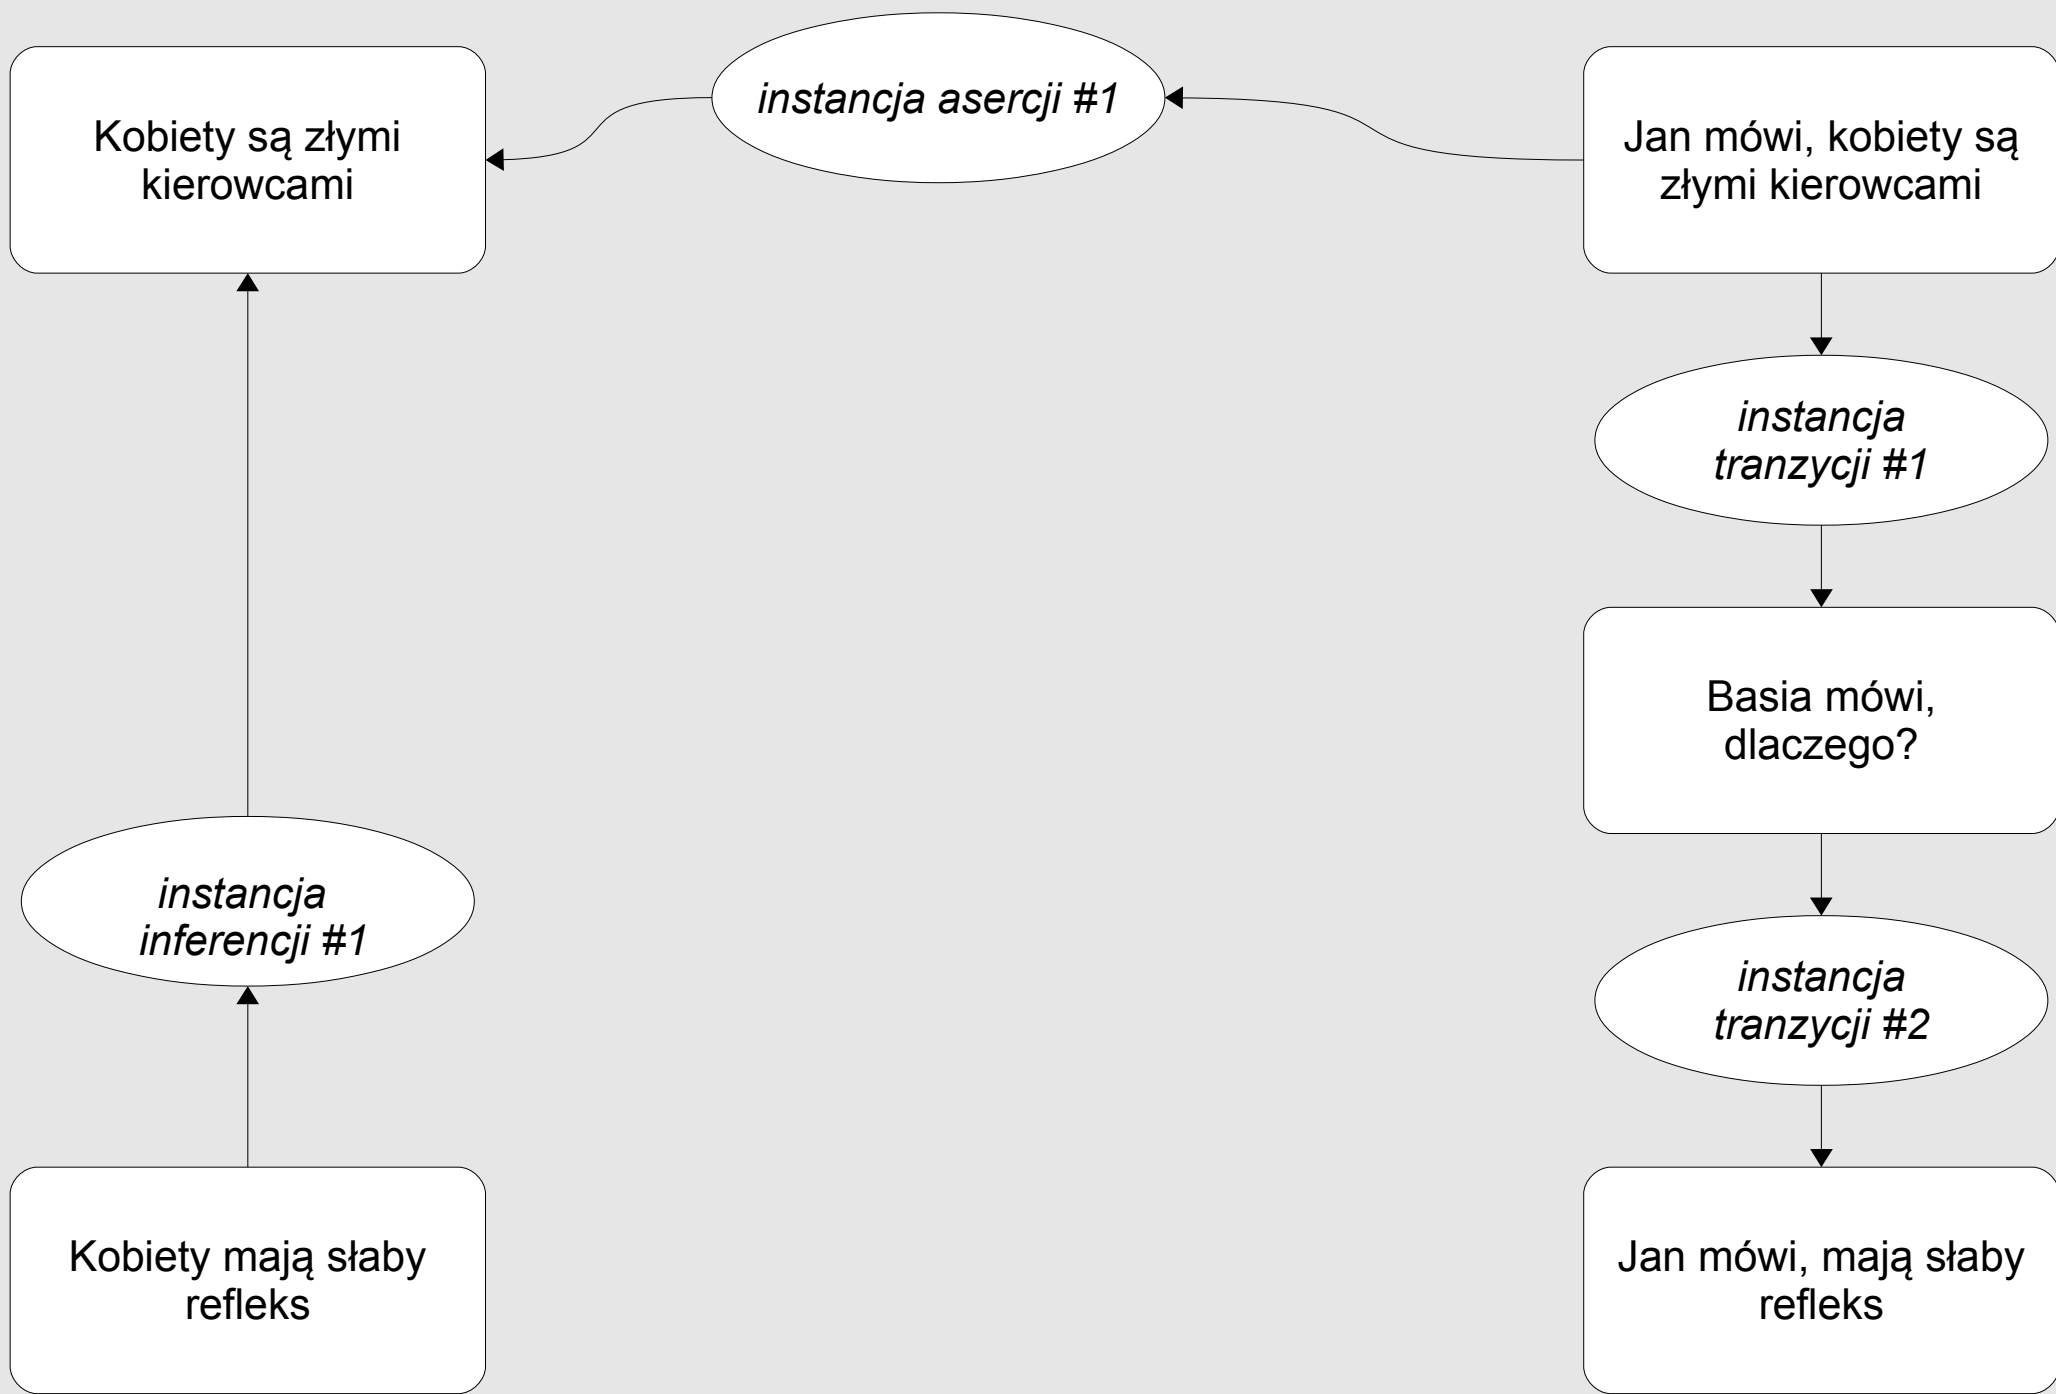 Kobiety są złymi
kierowcami
instancja asercji #1
Jan mówi, kobiety są
złymi kierowcami
instancja
tranzycji #1
Basia mówi,
dlaczego?
instancja
inferencji #1
instancja
tranzycji #2
Kobiety mają słaby
refleks
Jan mówi, mają słaby
refleks